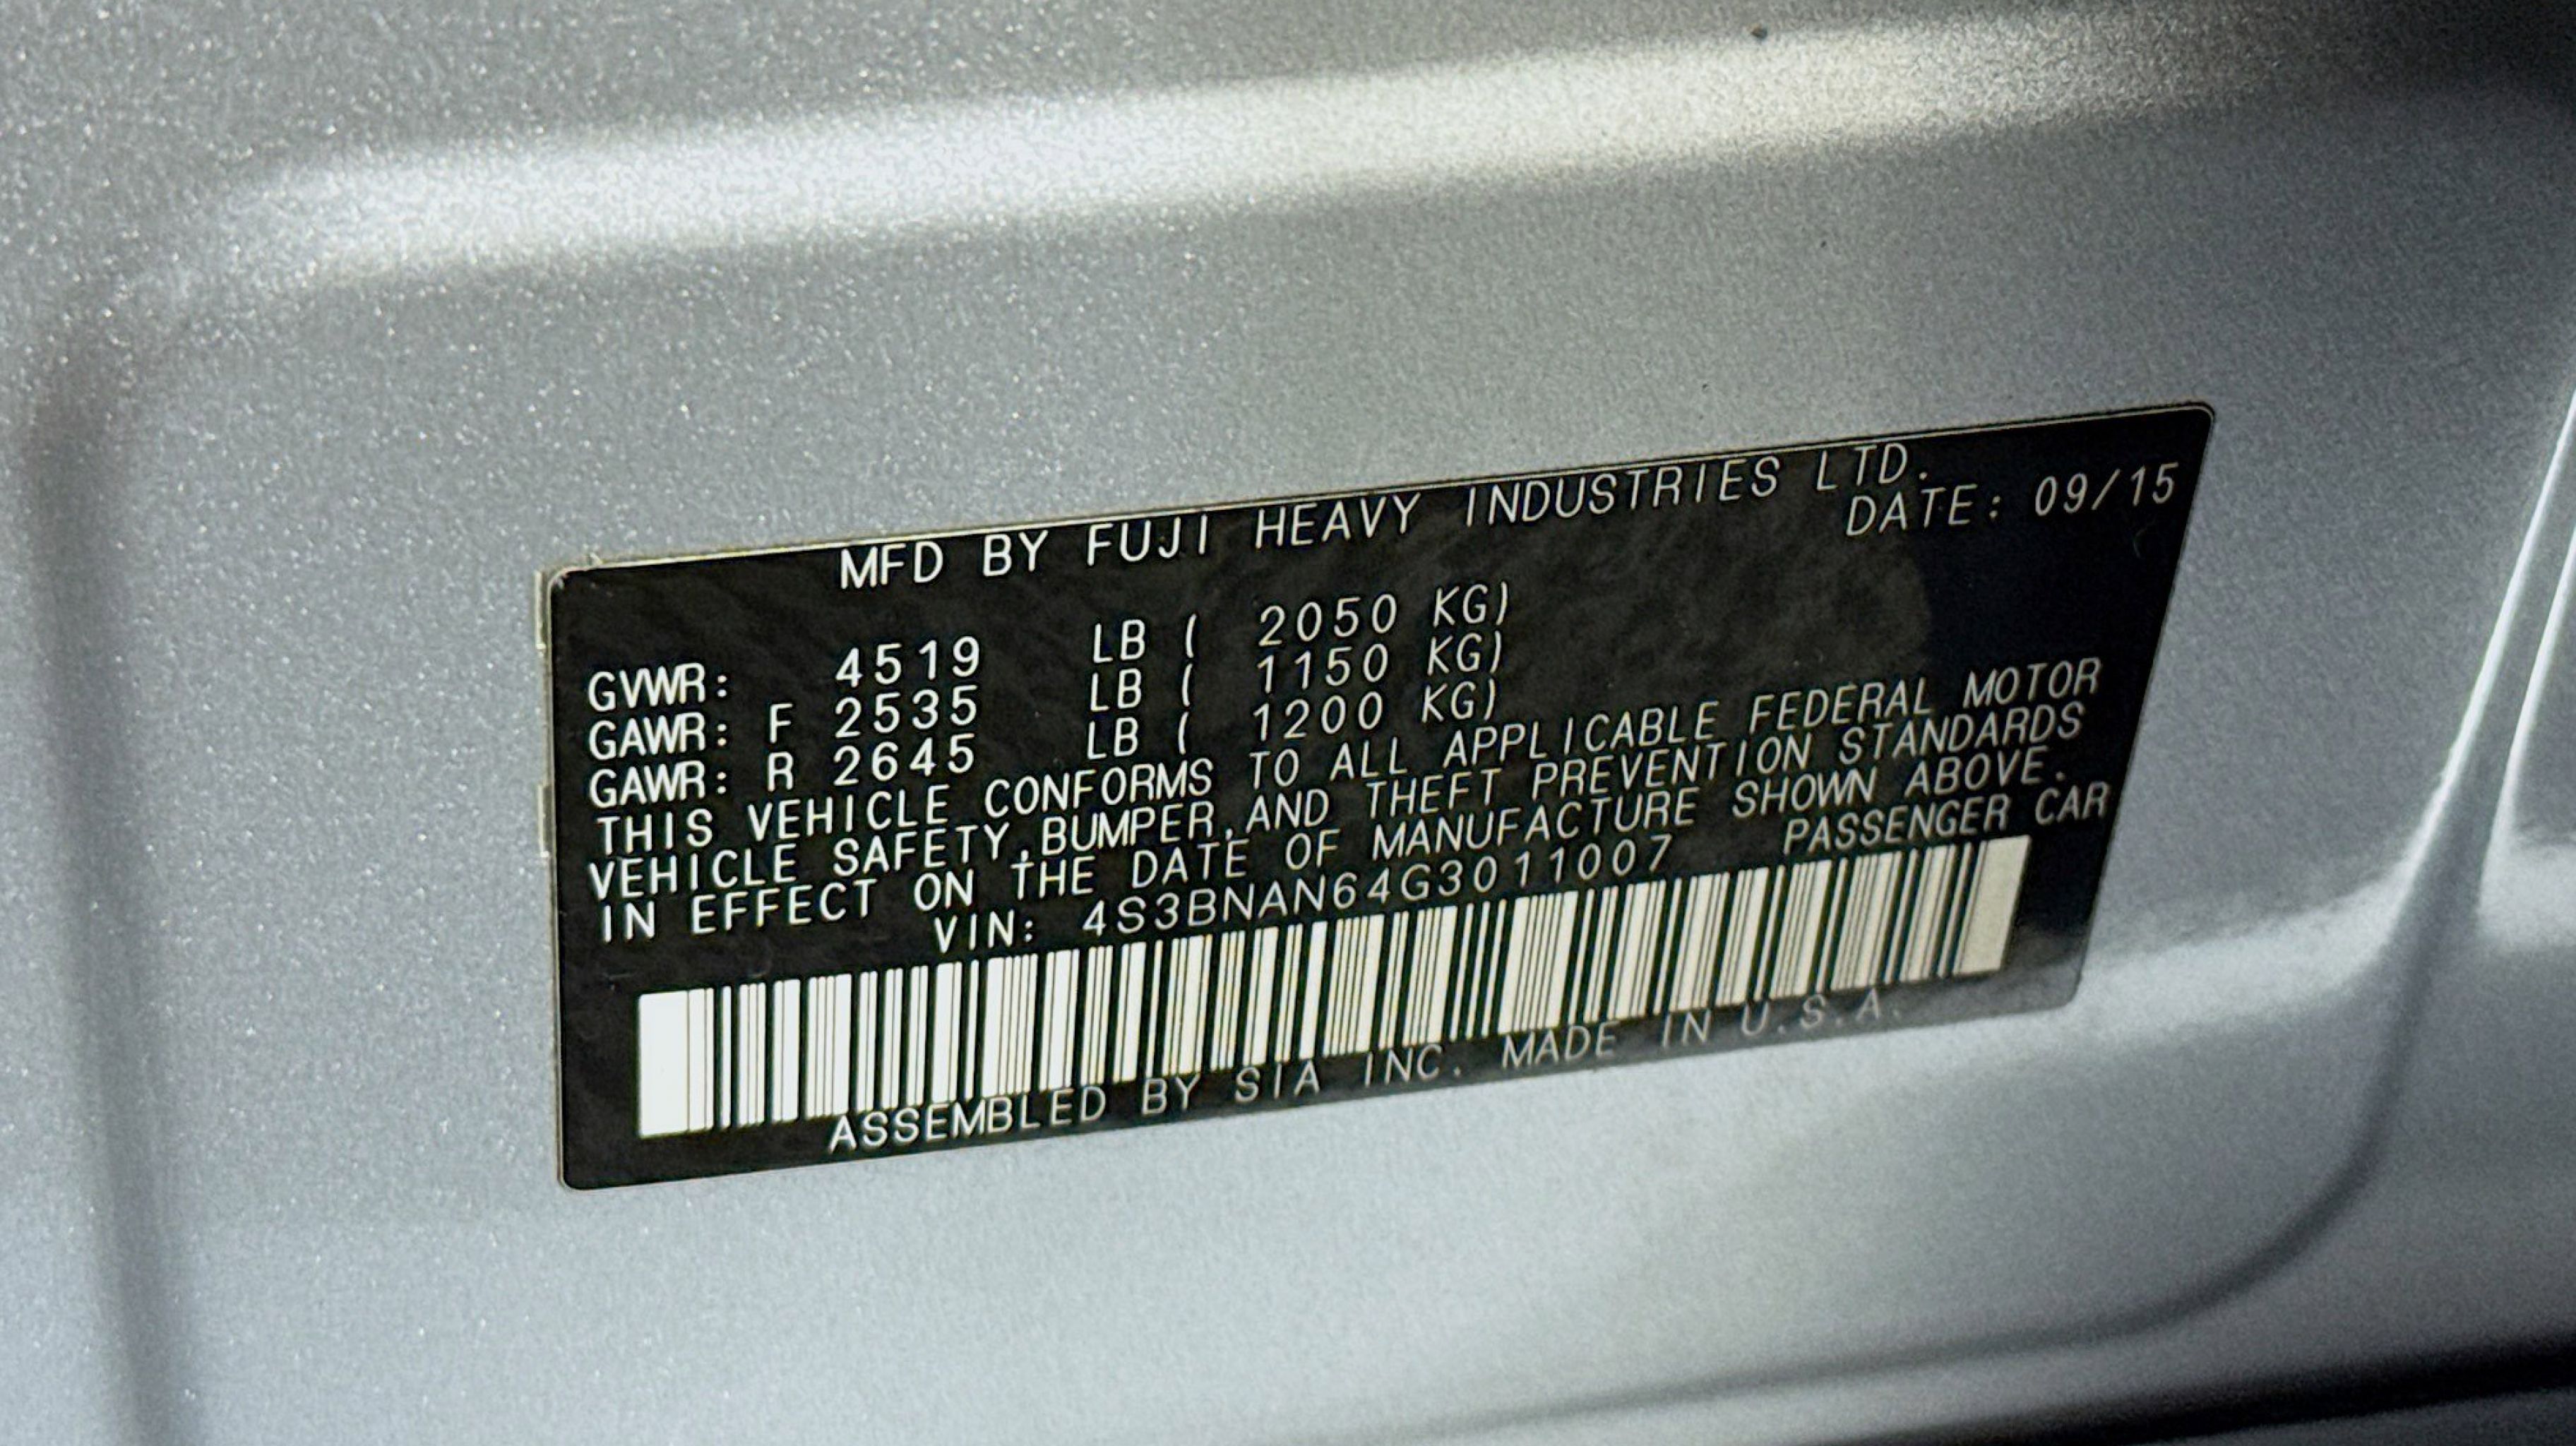 MFD BY FUJI HEAVY INDUSTRIES LTD.
DATE: 09/15
GVWR: 4519 LB ( 2050 KG)
GAWR: F 2535 LB ( 1150 KG)
GAWR: R 2645 LB ( 1200 KG)
THIS VEHICLE CONFORMS TO ALL APPLICABLE FEDERAL MOTOR
VEHICLE SAFETY,BUMPER,AND THEFT PREVENTION STANDARDS
IN EFFECT ON THE DATE OF MANUFACTURE SHOWN ABOVE.
VIN: 4S3BNAN64G3011007 PASSENGER CAR
ASSEMBLED BY SIA INC. MADE IN U.S.A.